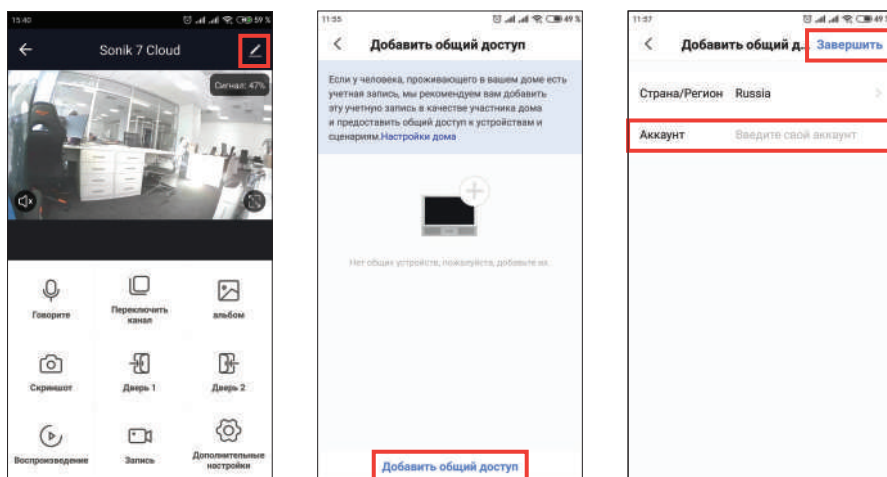 15:40
59 %
Sonik 7 Cloud
Сигнал: 47%
Говорите
Переключить
канал
альбом
Скриншот
Дверь 1
Дверь 2
Воспроизведение
Запись
Дополнительные
настройки
11:55
49 %
Добавить общий доступ
Если у человека, проживающего в вашем доме есть
учетная запись, мы рекомендуем вам добавить
эту учетную запись в качестве участника дома
и предоставить общий доступ к устройствам и
сценариям.Настройки дома
Нет общих устройств, пожалуйста, добавьте их.
Добавить общий доступ
11:57
49 %
Добавить общий д... Завершить
Страна/Регион Russia
Аккаунт Введите свой аккаунт